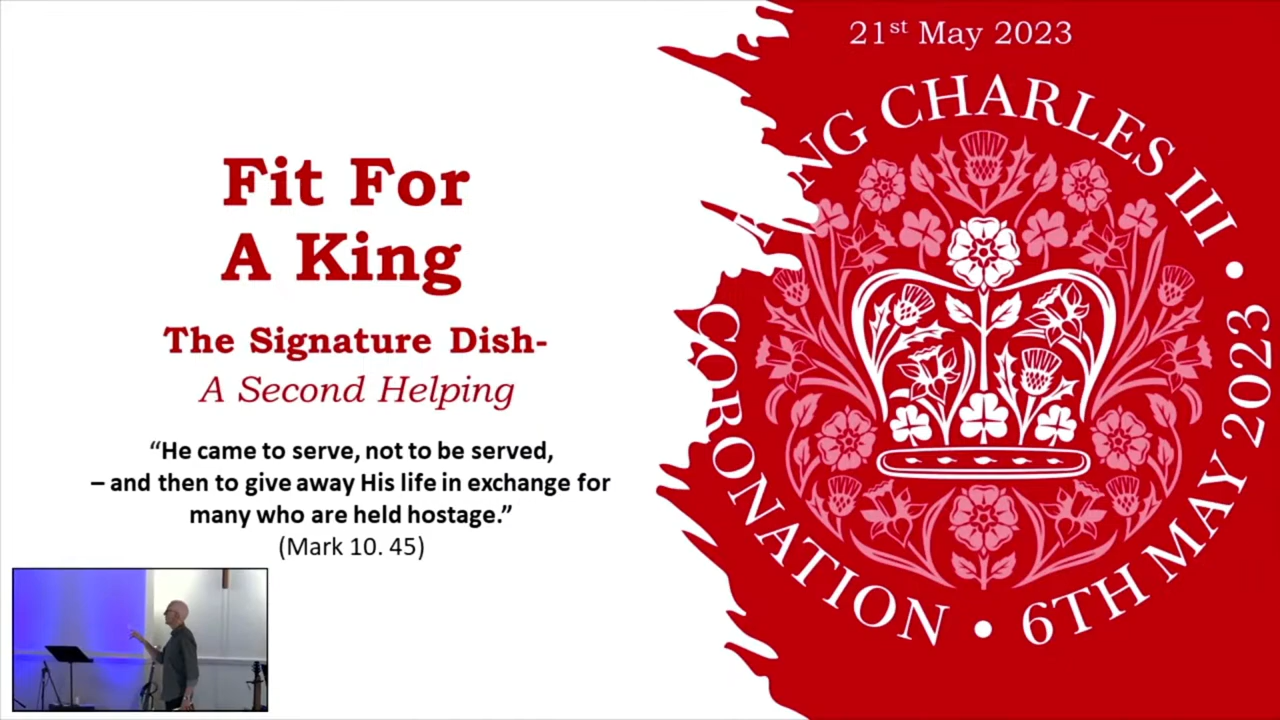 21st May 2023
Fit For
A King
The Signature Dish-
A Second Helping
“He came to serve, not to be served,
– and then to give away His life in exchange for
many who are held hostage.”
(Mark 10. 45)
KING CHARLES III
CORONATION • 6TH MAY 2023